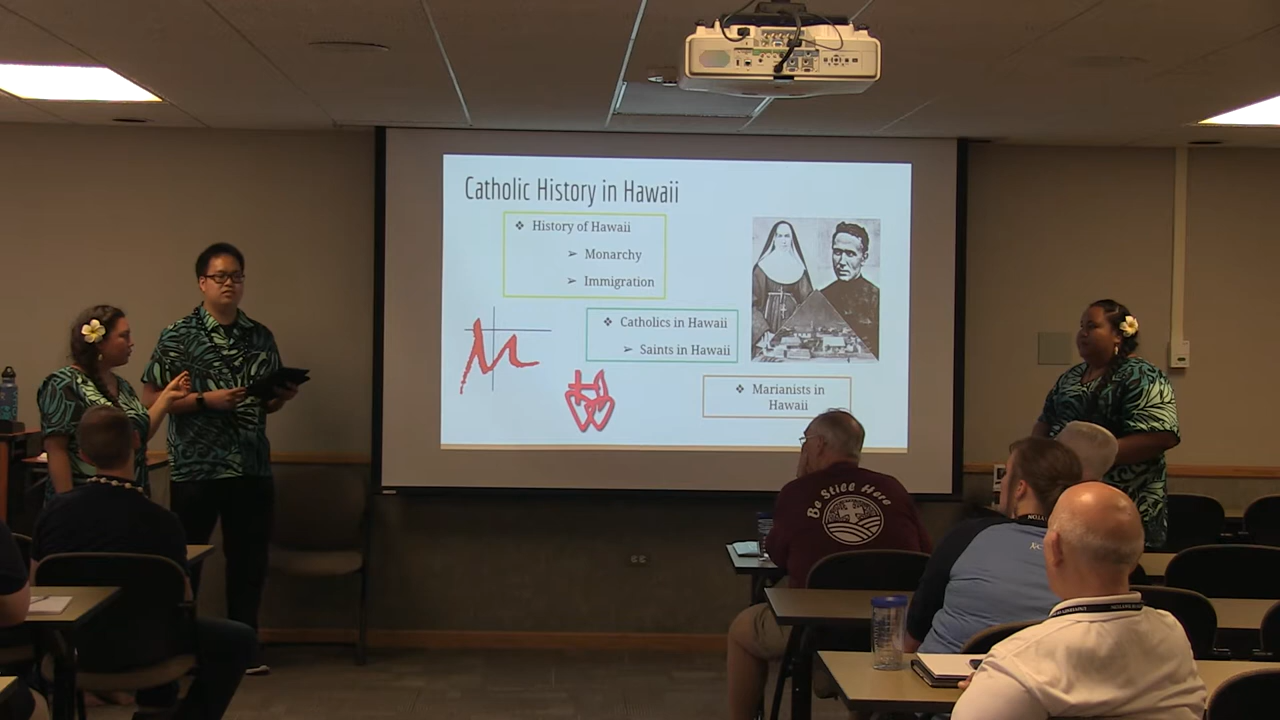 Catholic History in Hawaii
❖ History of Hawaii
➢ Monarchy
➢ Immigration
❖ Catholics in Hawaii
➢ Saints in Hawaii
❖ Marianists in
Hawaii
Be Still Here